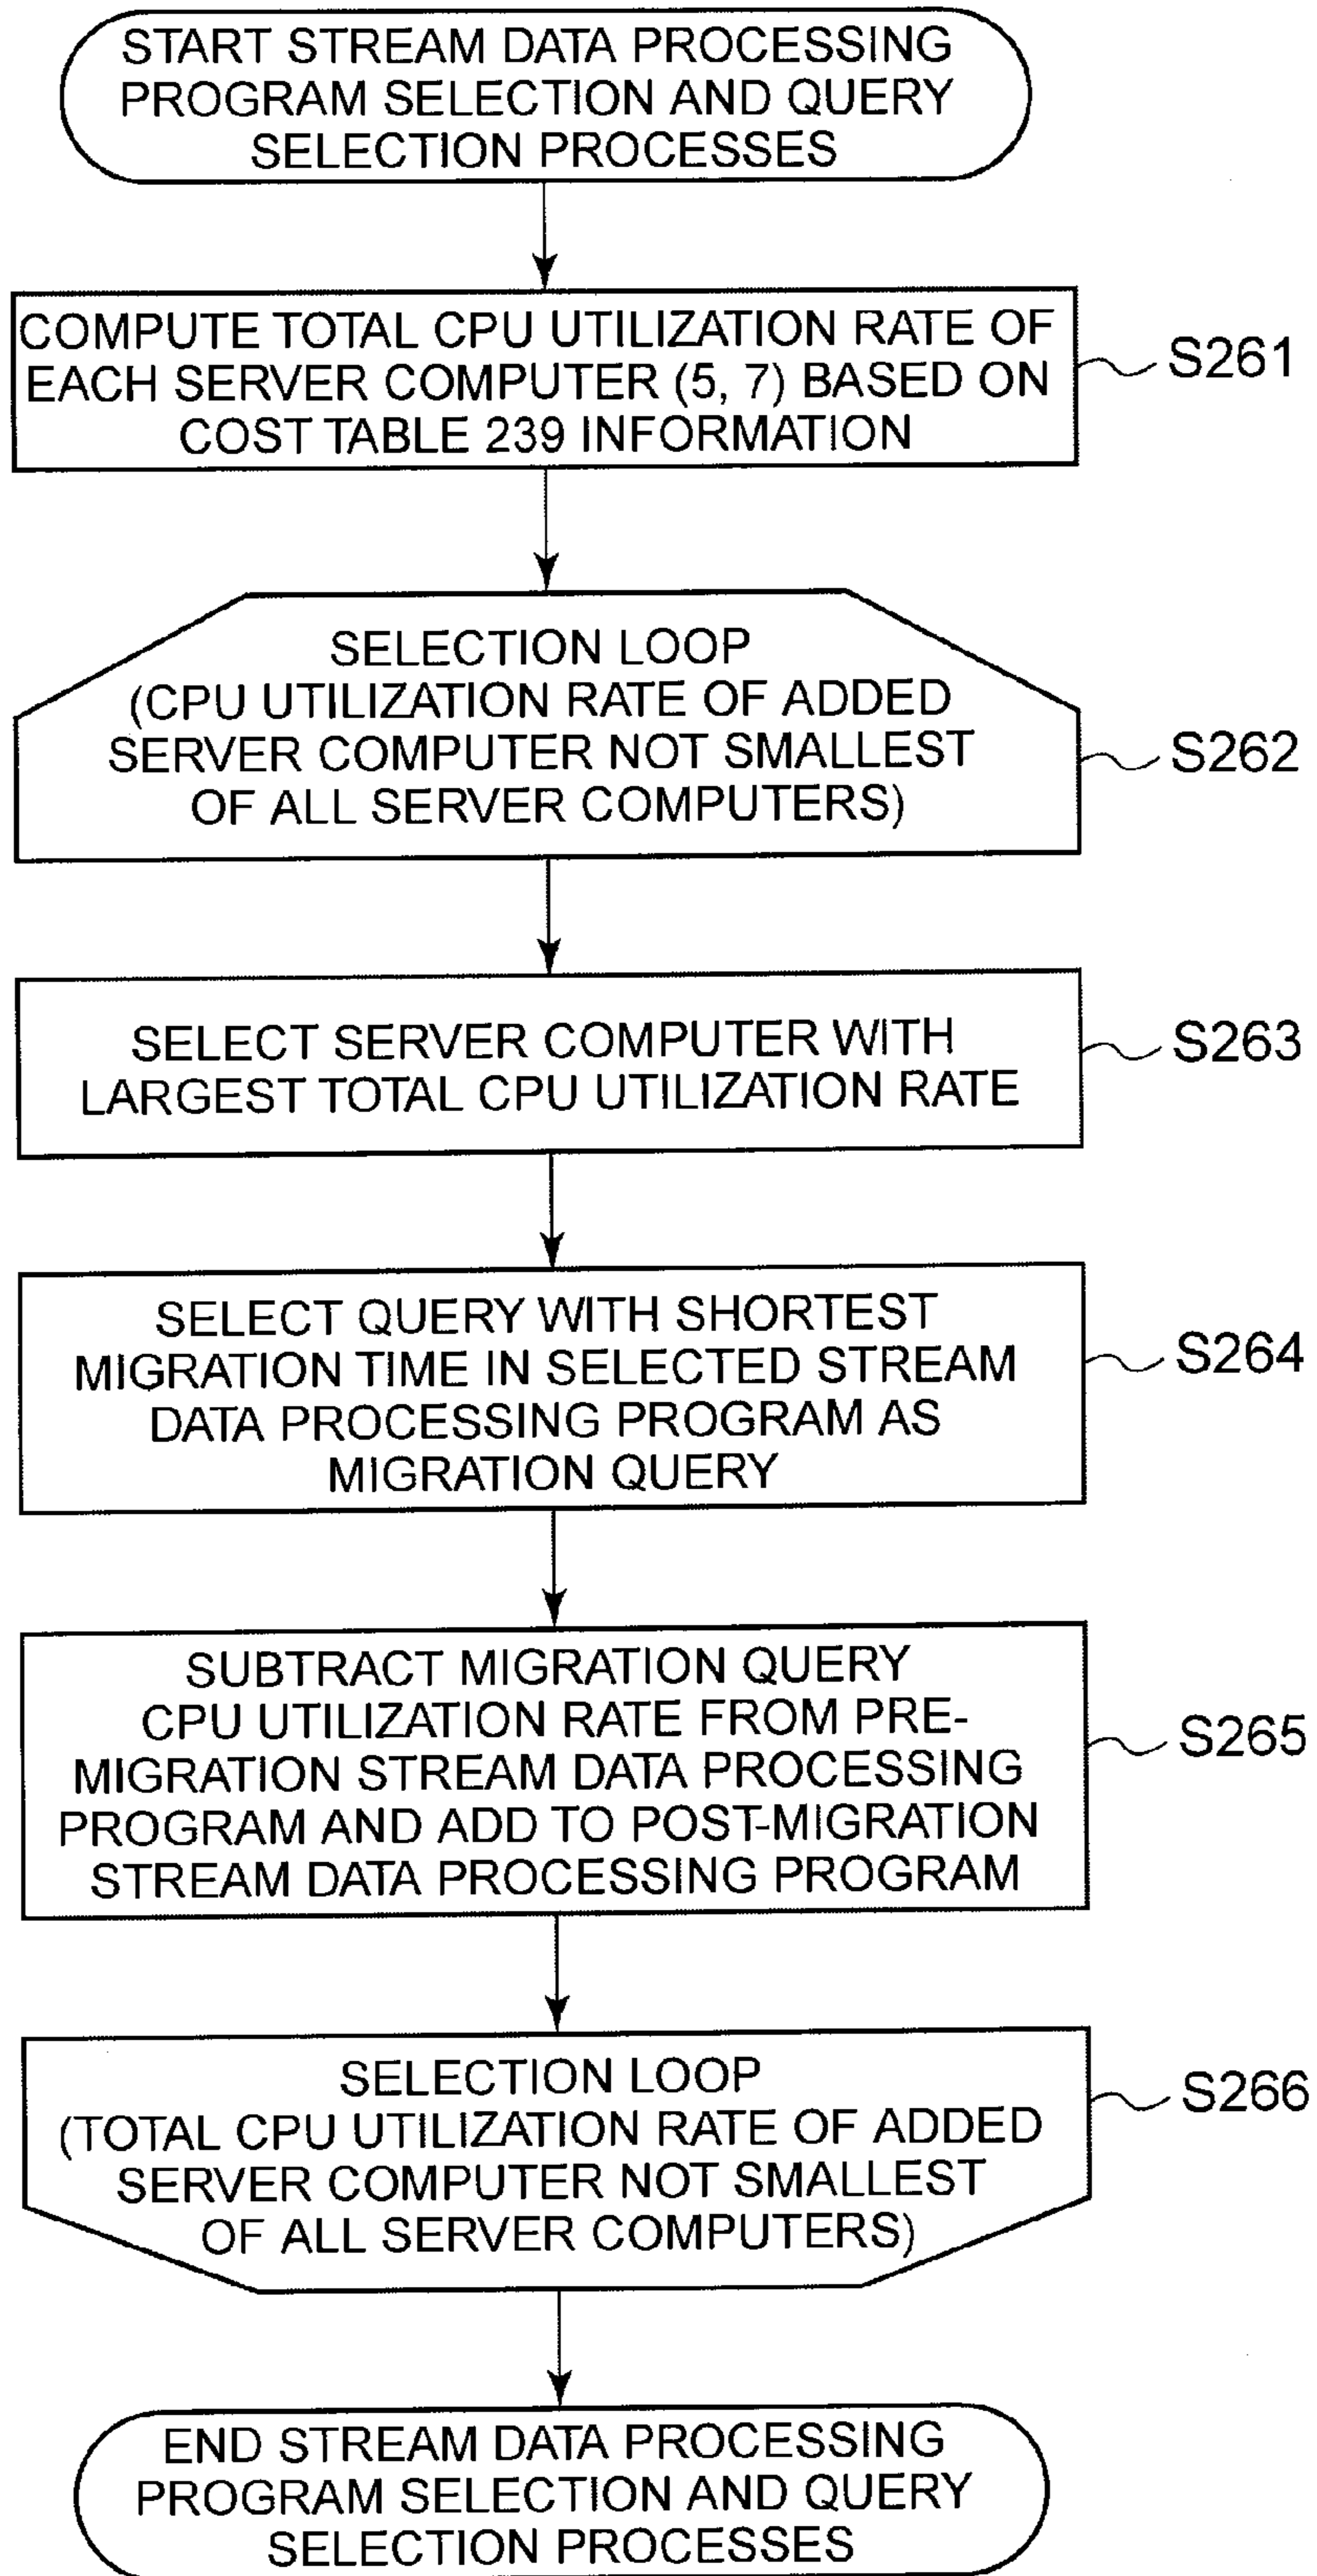 START STREAM DATA PROCESSING
PROGRAM SELECTION AND QUERY
SELECTION PROCESSES
COMPUTE TOTAL CPU UTILIZATION RATE OF
EACH SERVER COMPUTER (5, 7) BASED ON
COST TABLE 239 INFORMATION
S261
SELECTION LOOP
(CPU UTILIZATION RATE OF ADDED
SERVER COMPUTER NOT SMALLEST
OF ALL SERVER COMPUTERS)
S262
SELECT SERVER COMPUTER WITH
LARGEST TOTAL CPU UTILIZATION RATE
S263
SELECT QUERY WITH SHORTEST
MIGRATION TIME IN SELECTED STREAM
DATA PROCESSING PROGRAM AS
MIGRATION QUERY
S264
SUBTRACT MIGRATION QUERY
CPU UTILIZATION RATE FROM PRE-
MIGRATION STREAM DATA PROCESSING
PROGRAM AND ADD TO POST-MIGRATION
STREAM DATA PROCESSING PROGRAM
S265
SELECTION LOOP
(TOTAL CPU UTILIZATION RATE OF ADDED
SERVER COMPUTER NOT SMALLEST
OF ALL SERVER COMPUTERS)
S266
END STREAM DATA PROCESSING
PROGRAM SELECTION AND QUERY
SELECTION PROCESSES